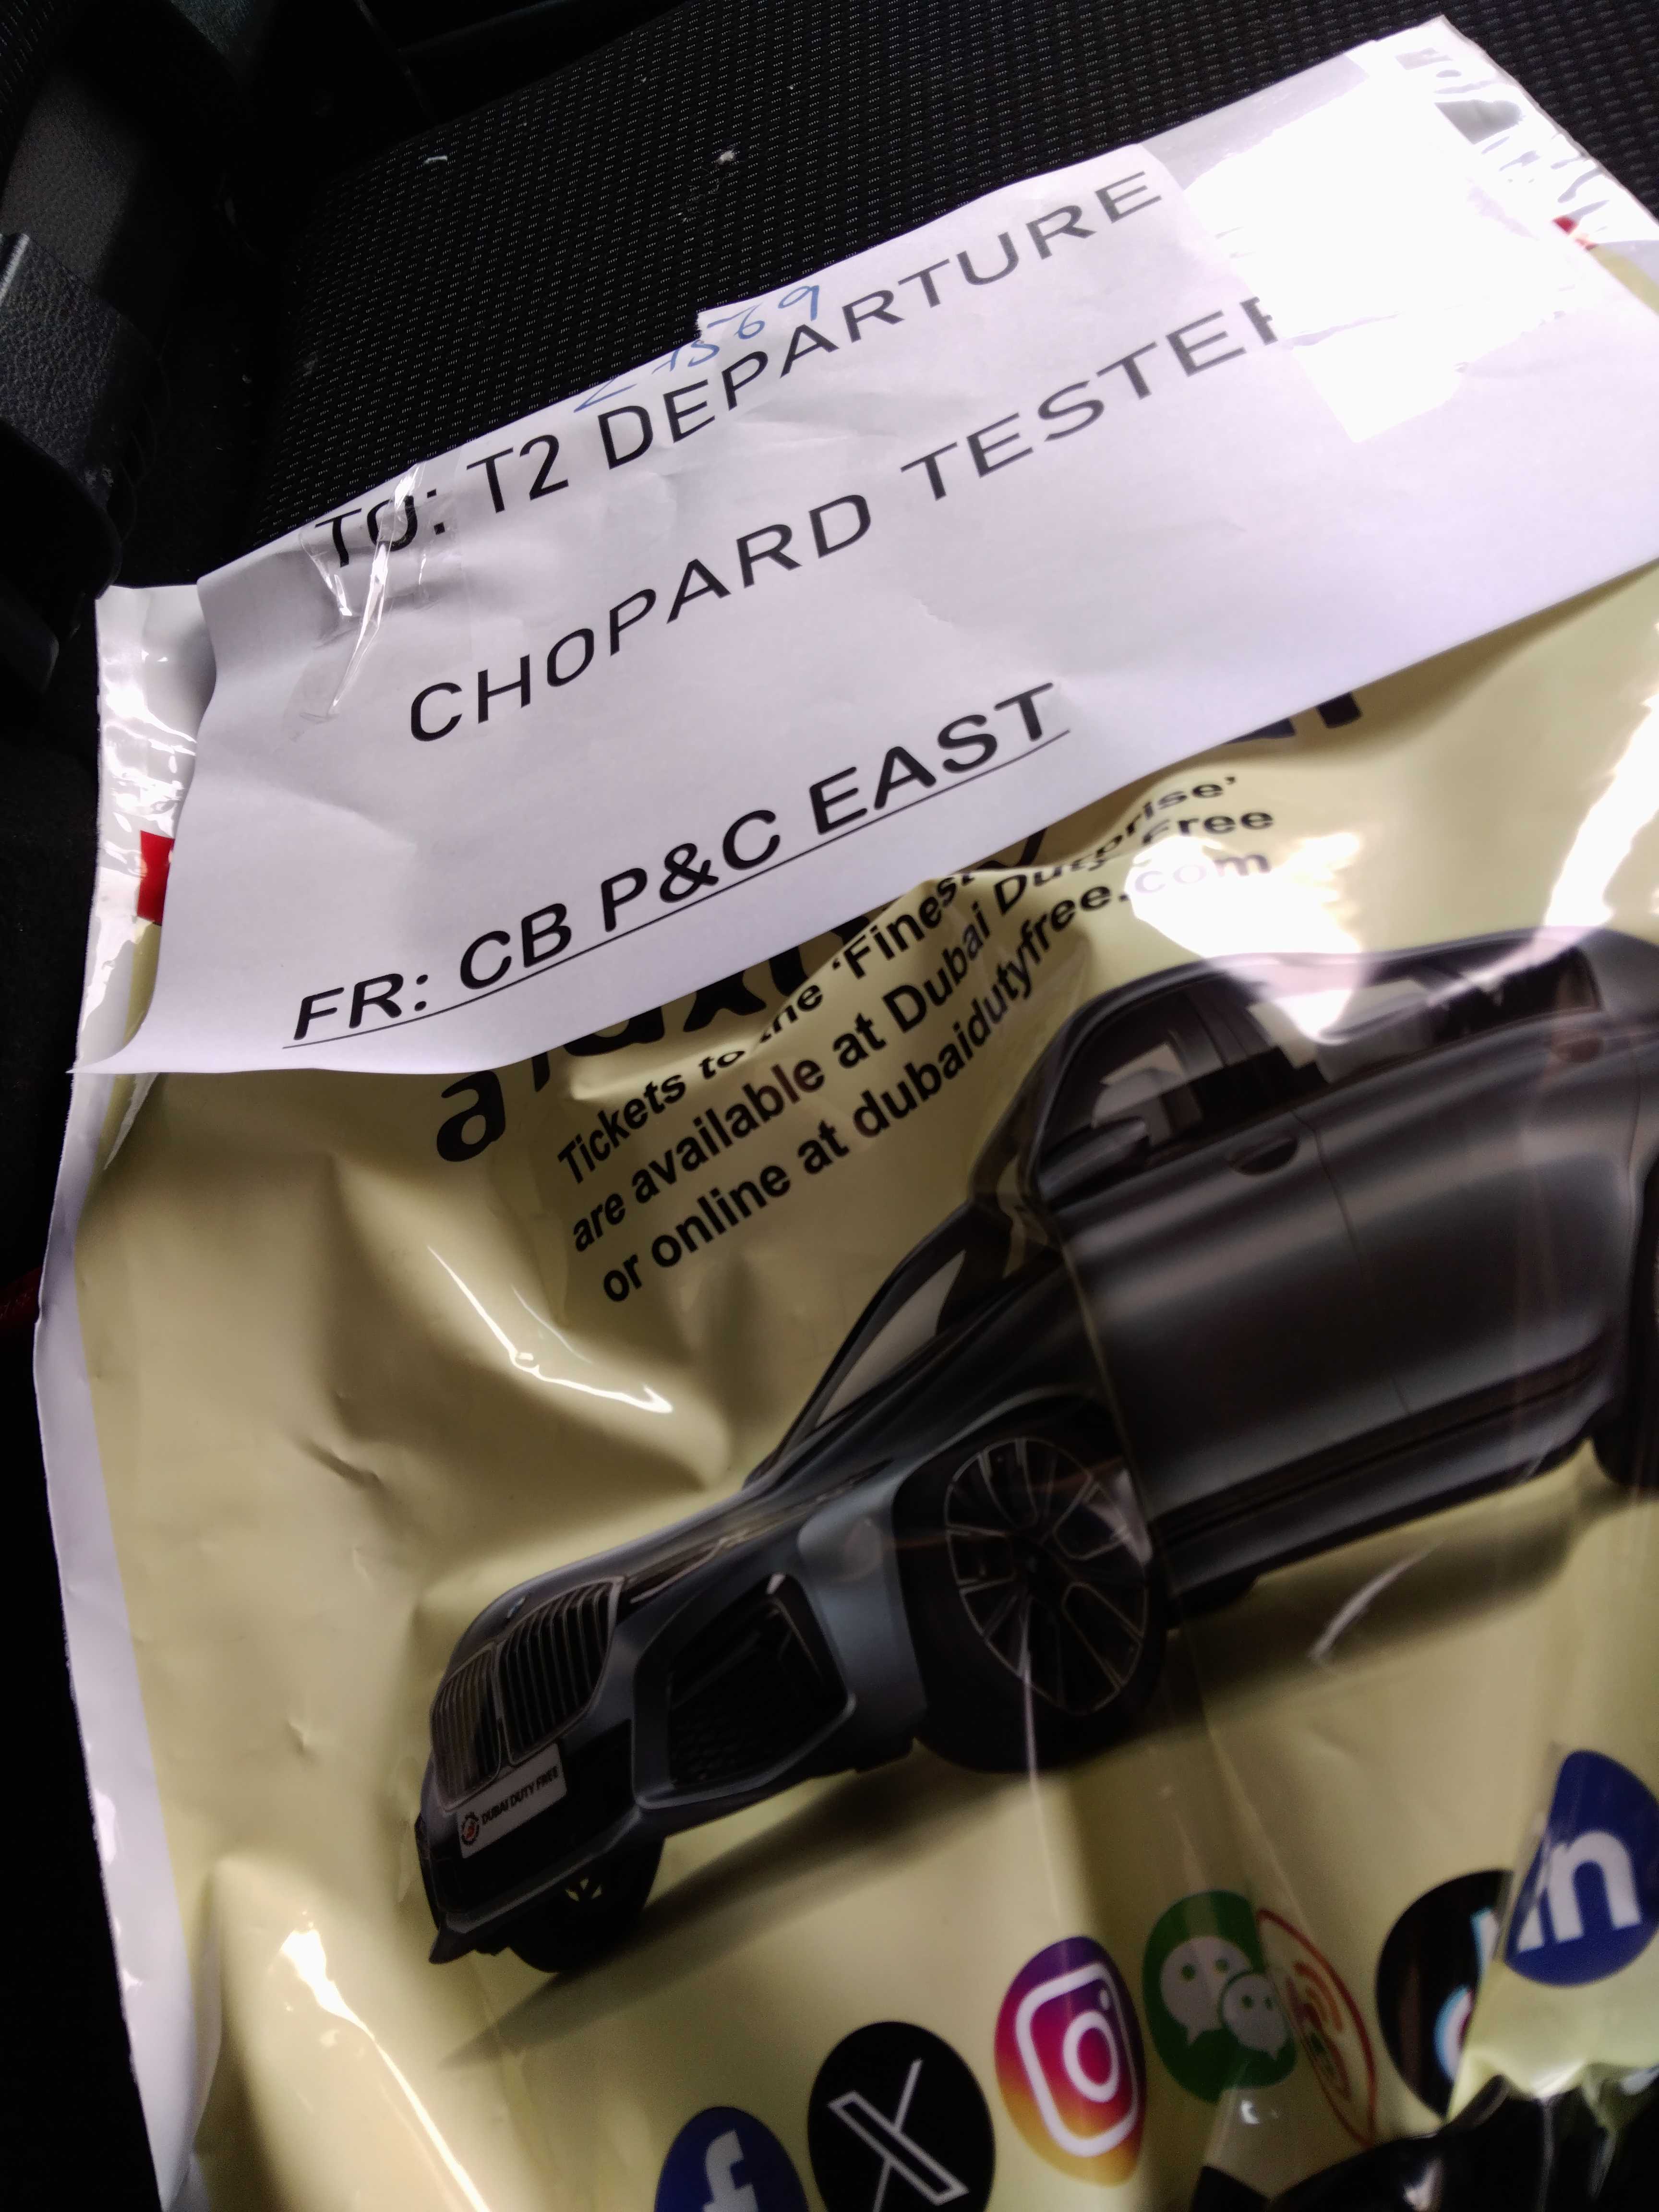 TO: T2 DEPARTURE
CHOPARD TESTER
FR: CB P&C EAST
Tickets to the 'Finest
are available at Dubai Duty Free
or online at dubaidutyfree.com
DUBAI DUTY FREE
f
X
in